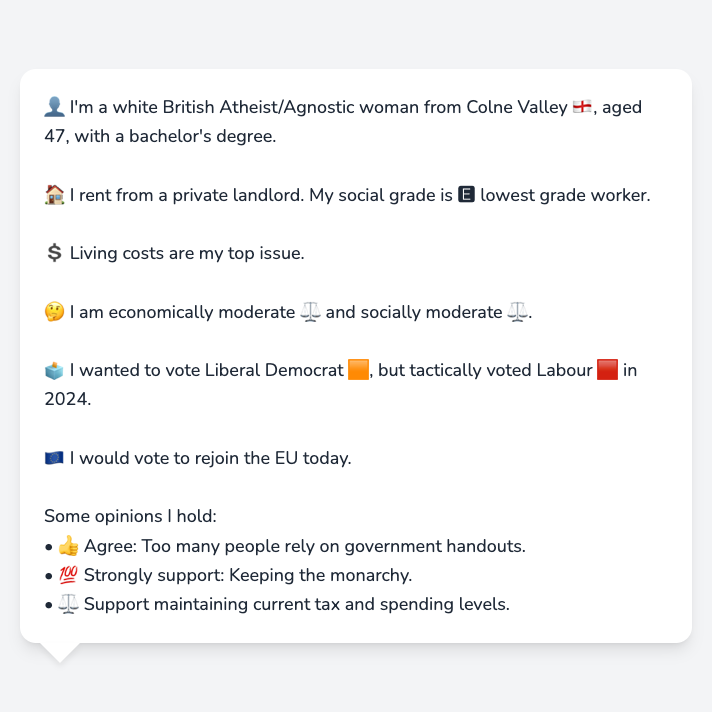 👤 I'm a white British Atheist/Agnostic woman from Colne Valley 🏴󠁧󠁢󠁥󠁮󠁧󠁿, aged
47, with a bachelor's degree.
🏠 I rent from a private landlord. My social grade is 🅴 lowest grade worker.
💲 Living costs are my top issue.
🤔 I am economically moderate ⚖️ and socially moderate ⚖️.
🗳️ I wanted to vote Liberal Democrat 🟧, but tactically voted Labour 🟥 in
2024.
🇪🇺 I would vote to rejoin the EU today.
Some opinions I hold:
• 👍 Agree: Too many people rely on government handouts.
• 💯 Strongly support: Keeping the monarchy.
• ⚖️ Support maintaining current tax and spending levels.